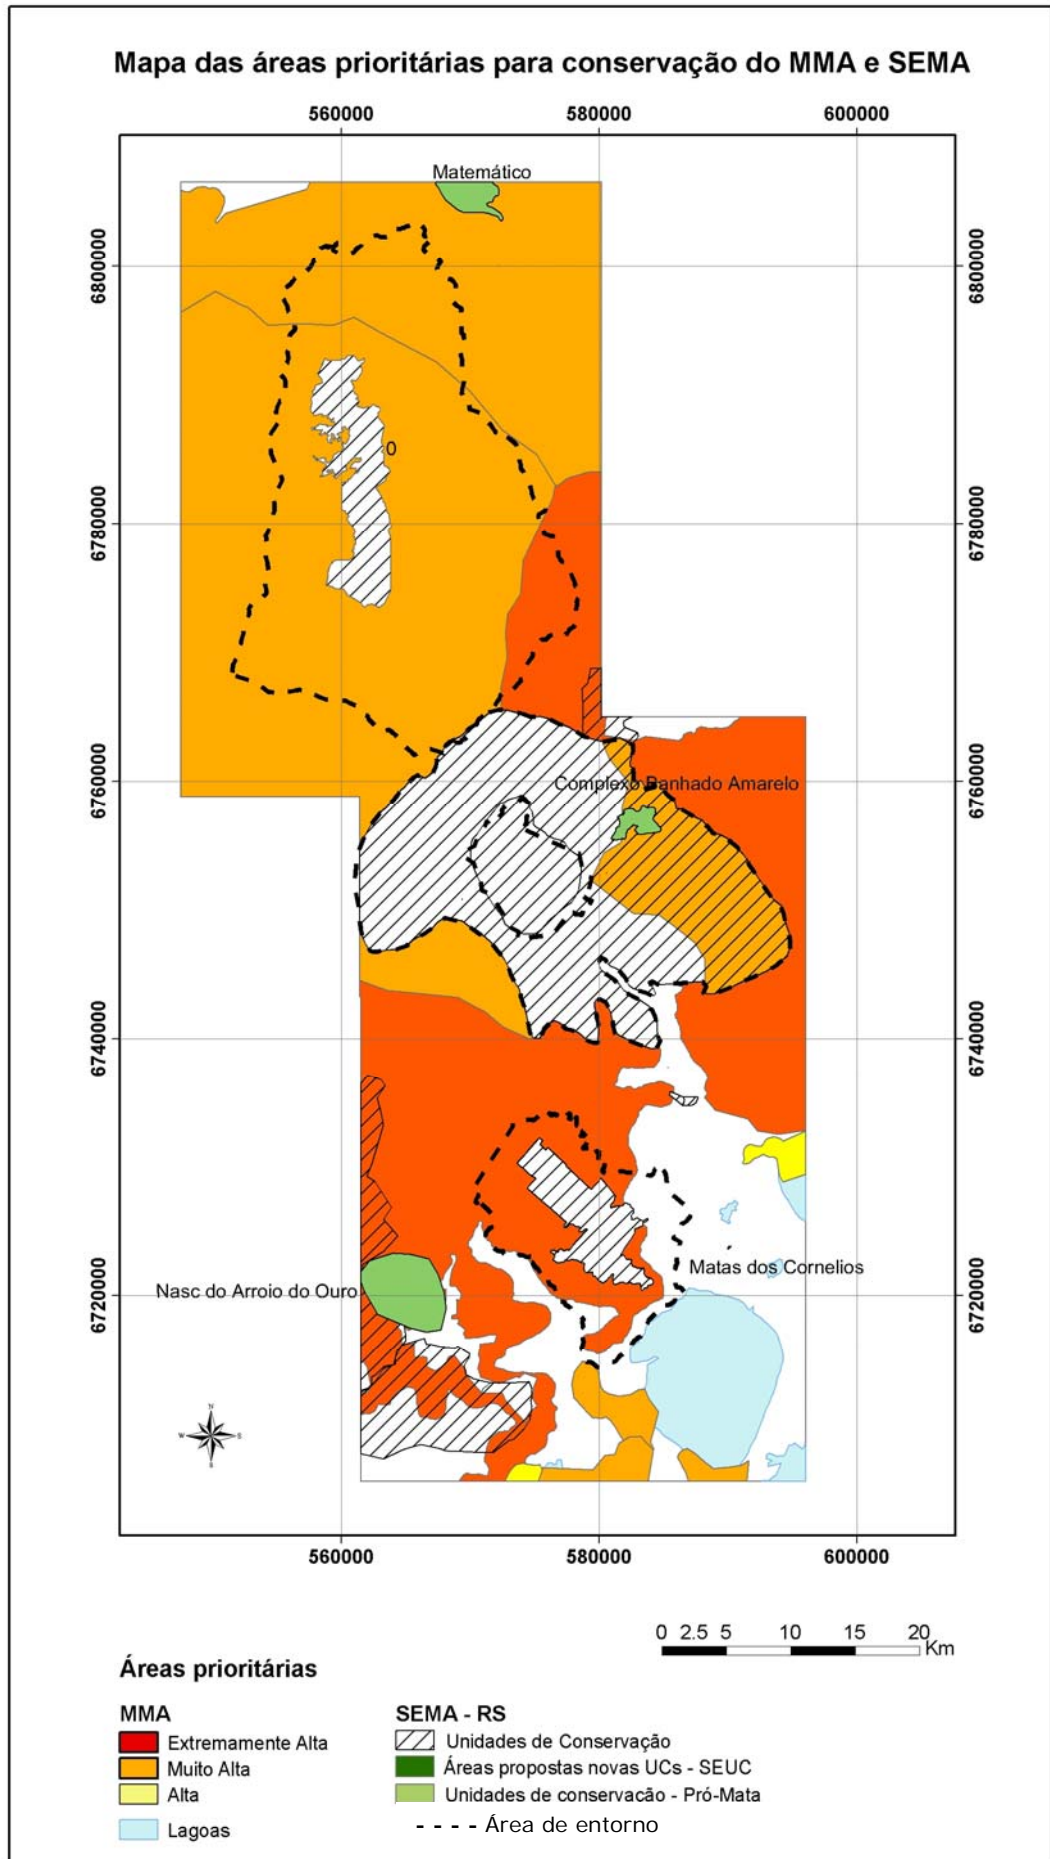 Mapa das áreas prioritárias para conservação do MMA e SEMA
560000 580000 600000
Matemático
6800000 6800000
0
6780000 6780000
6760000 6760000
Complexo Banhado Amarelo
6740000 6740000
Matas dos Cornelios
Nasc do Arroio do Ouro
6720000 6720000
N
W S
S
560000 580000 600000
0 2.5 5 10 15 20
Km
Áreas prioritárias
MMA
Extremamente Alta
Muito Alta
Alta
Lagoas
SEMA - RS
Unidades de Conservação
Áreas propostas novas UCs - SEUC
Unidades de conservacão - Pró-Mata
- - - - Área de entorno